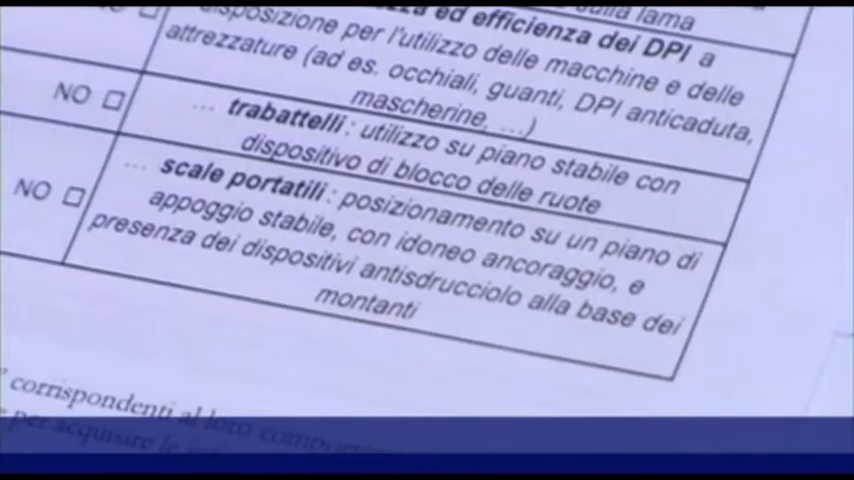 sulla lama
ed efficienza dei DPI a
disposizione per l'utilizzo delle macchine e delle
attrezzature (ad es. occhiali, guanti, DPI anticaduta,
mascherine, ...)
NO □
... trabattelli: utilizzo su piano stabile con
dispositivo di blocco delle ruote
NO □
... scale portatili: posizionamento su un piano di
appoggio stabile, con idoneo ancoraggio, e
presenza dei dispositivi antisdrucciolo alla base dei
montanti
corrispondenti al loro
per acquisire le